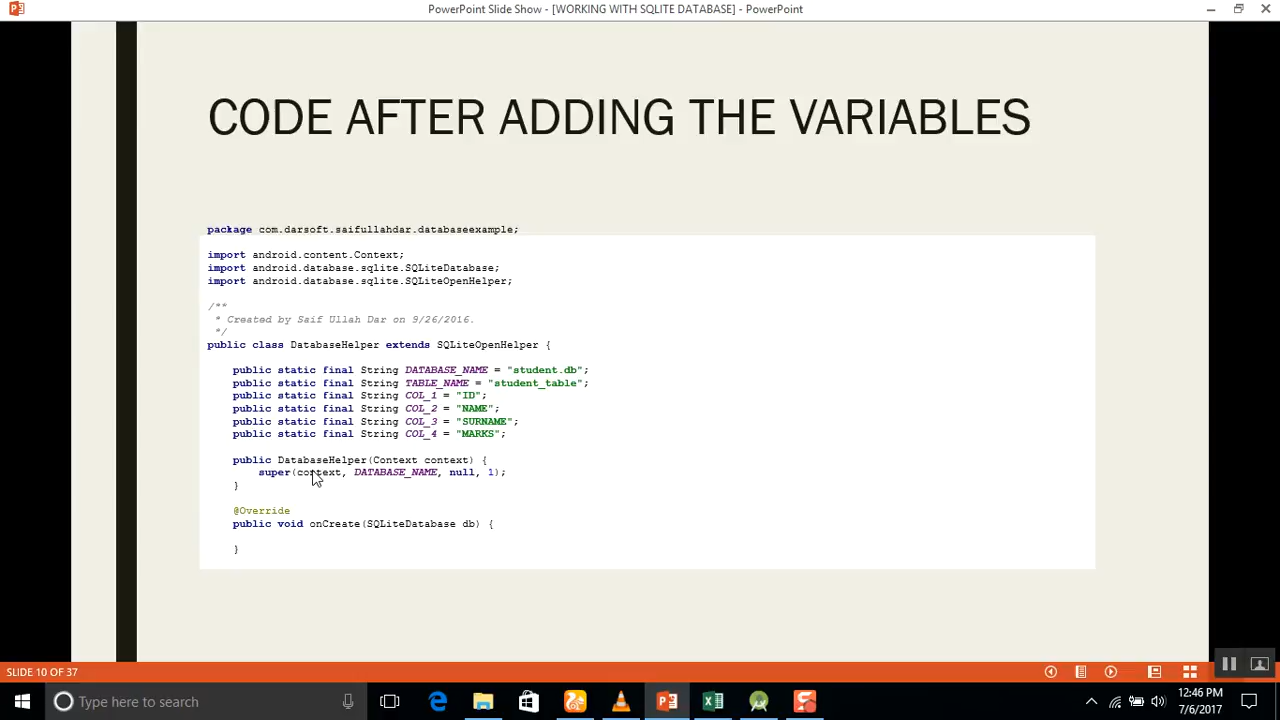 PowerPoint Slide Show - [WORKING WITH SQLITE DATABASE] - PowerPoint
CODE AFTER ADDING THE VARIABLES
package com.darsoft.saifullahdar.databaseexample;
import android.content.Context;
import android.database.sqlite.SQLiteDatabase;
import android.database.sqlite.SQLiteOpenHelper;
/**
* Created by Saif Ullah Dar on 9/26/2016.
*/
public class DatabaseHelper extends SQLiteOpenHelper {
public static final String DATABASE_NAME = "student.db";
public static final String TABLE_NAME = "student_table";
public static final String COL_1 = "ID";
public static final String COL_2 = "NAME";
public static final String COL_3 = "SURNAME";
public static final String COL_4 = "MARKS";
public DatabaseHelper(Context context) {
super(context, DATABASE_NAME, null, 1);
}
@Override
public void onCreate(SQLiteDatabase db) {
}
SLIDE 10 OF 37
Type here to search
12:46 PM
7/6/2017